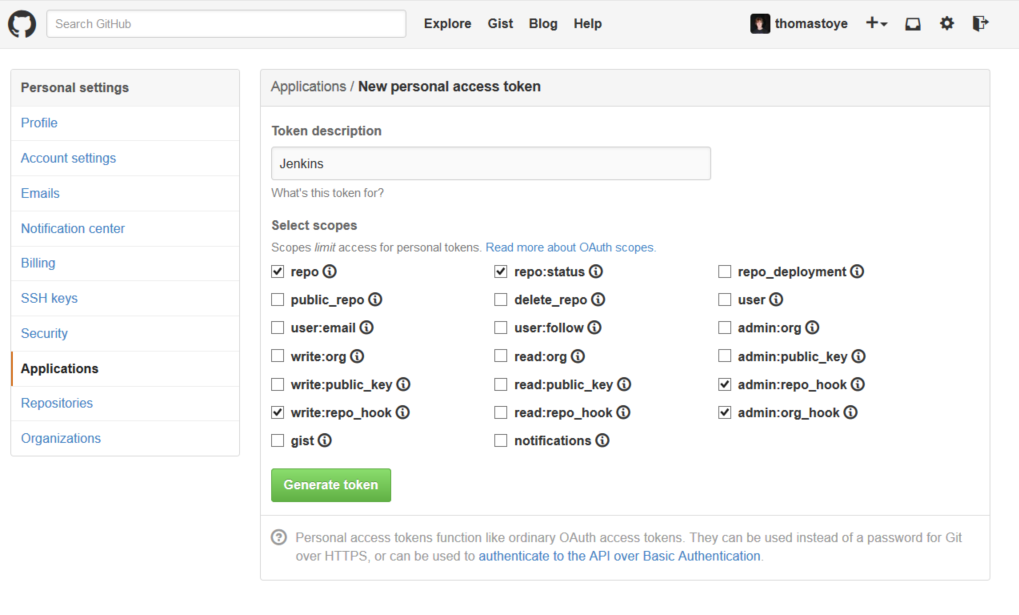 Search GitHub
Explore Gist Blog Help
thomastoye
Personal settings
Profile
Account settings
Emails
Notification center
Billing
SSH keys
Security
Applications
Repositories
Organizations
Applications / New personal access token
Token description
Jenkins
What's this token for?
Select scopes
Scopes limit access for personal tokens. Read more about OAuth scopes.
repo repo:status repo_deployment
public_repo delete_repo user
user:email user:follow admin:org
write:org read:org admin:public_key
write:public_key read:public_key admin:repo_hook
write:repo_hook read:repo_hook admin:org_hook
gist notifications
Generate token
Personal access tokens function like ordinary OAuth access tokens. They can be used instead of a password for Git
over HTTPS, or can be used to authenticate to the API over Basic Authentication.